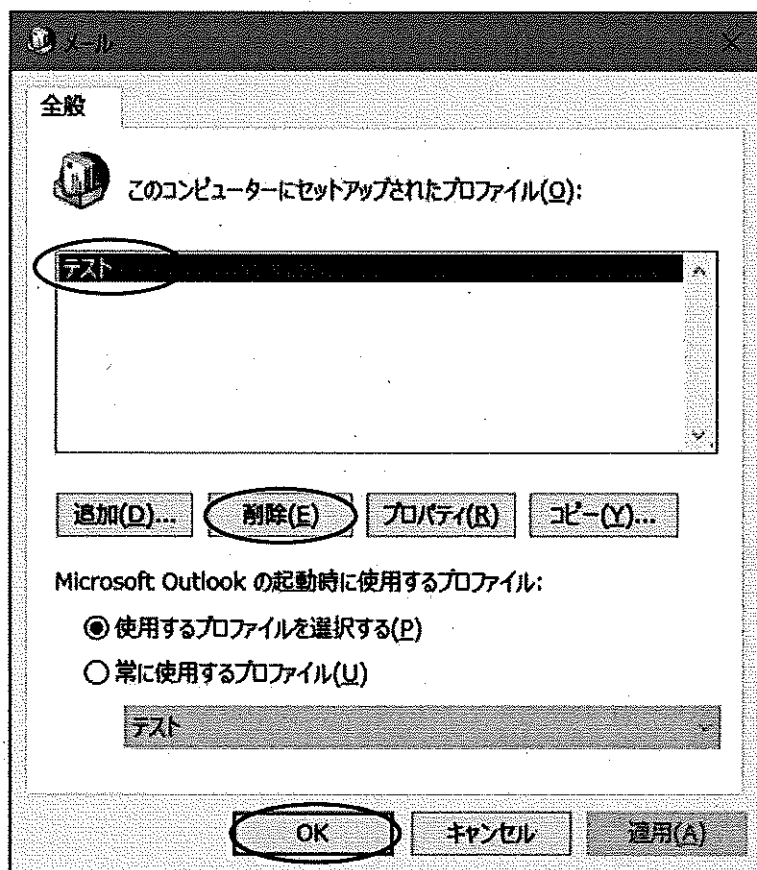 メール
全般
このコンピューターにセットアップされたプロファイル(O):
テスト
追加(D)... 削除(E) プロパティ(R) コピー(Y)...
Microsoft Outlook の起動時に使用するプロファイル:
使用するプロファイルを選択する(P)
常に使用するプロファイル(U)
テスト
OK キャンセル 適用(A)